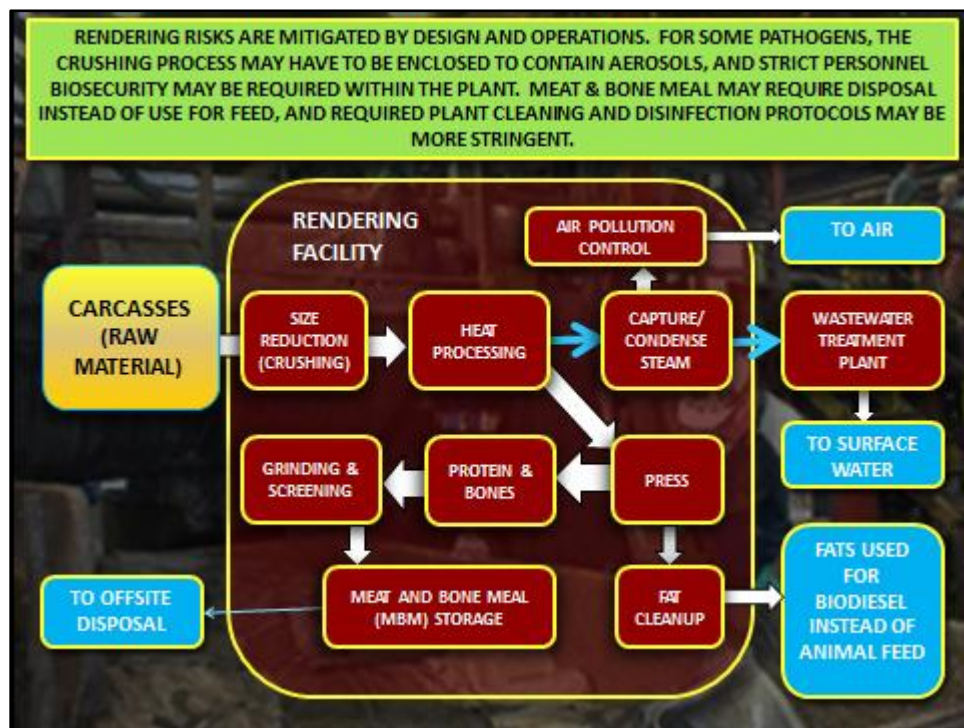 RENDERING RISKS ARE MITIGATED BY DESIGN AND OPERATIONS. FOR SOME PATHOGENS, THE
CRUSHING PROCESS MAY HAVE TO BE ENCLOSED TO CONTAIN AEROSOLS, AND STRICT PERSONNEL
BIOSECURITY MAY BE REQUIRED WITHIN THE PLANT. MEAT & BONE MEAL MAY REQUIRE DISPOSAL
INSTEAD OF USE FOR FEED, AND REQUIRED PLANT CLEANING AND DISINFECTION PROTOCOLS MAY BE
MORE STRINGENT.
RENDERING
FACILITY
AIR POLLUTION
CONTROL
TO AIR
CARCASSES
(RAW
MATERIAL)
SIZE
REDUCTION
(CRUSHING)
HEAT
PROCESSING
CAPTURE/
CONDENSE
STEAM
WASTEWATER
TREATMENT
PLANT
GRINDING &
SCREENING
PROTEIN &
BONES
PRESS
TO SURFACE
WATER
TO OFFSITE
DISPOSAL
MEAT AND BONE MEAL
(MBM) STORAGE
FAT
CLEANUP
FATS USED
FOR
BIODIESEL
INSTEAD OF
ANIMAL FEED